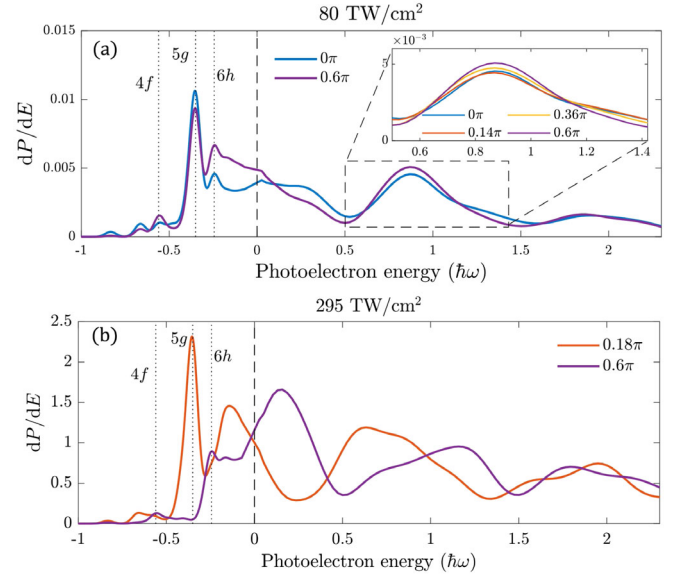 80 TW/cm²
(a)
5g
4f
6h
0π
0.6π
×10⁻³
5
0
0π
0.36π
0.14π
0.6π
0.6 0.8 1 1.2 1.4
0.015
0.01
0.005
0
dP/dE
-1 -0.5 0 0.5 1 1.5 2
Photoelectron energy (ħω)
295 TW/cm²
(b)
5g
4f
6h
0.18π
0.6π
2.5
2
1.5
1
0.5
0
dP/dE
-1 -0.5 0 0.5 1 1.5 2
Photoelectron energy (ħω)